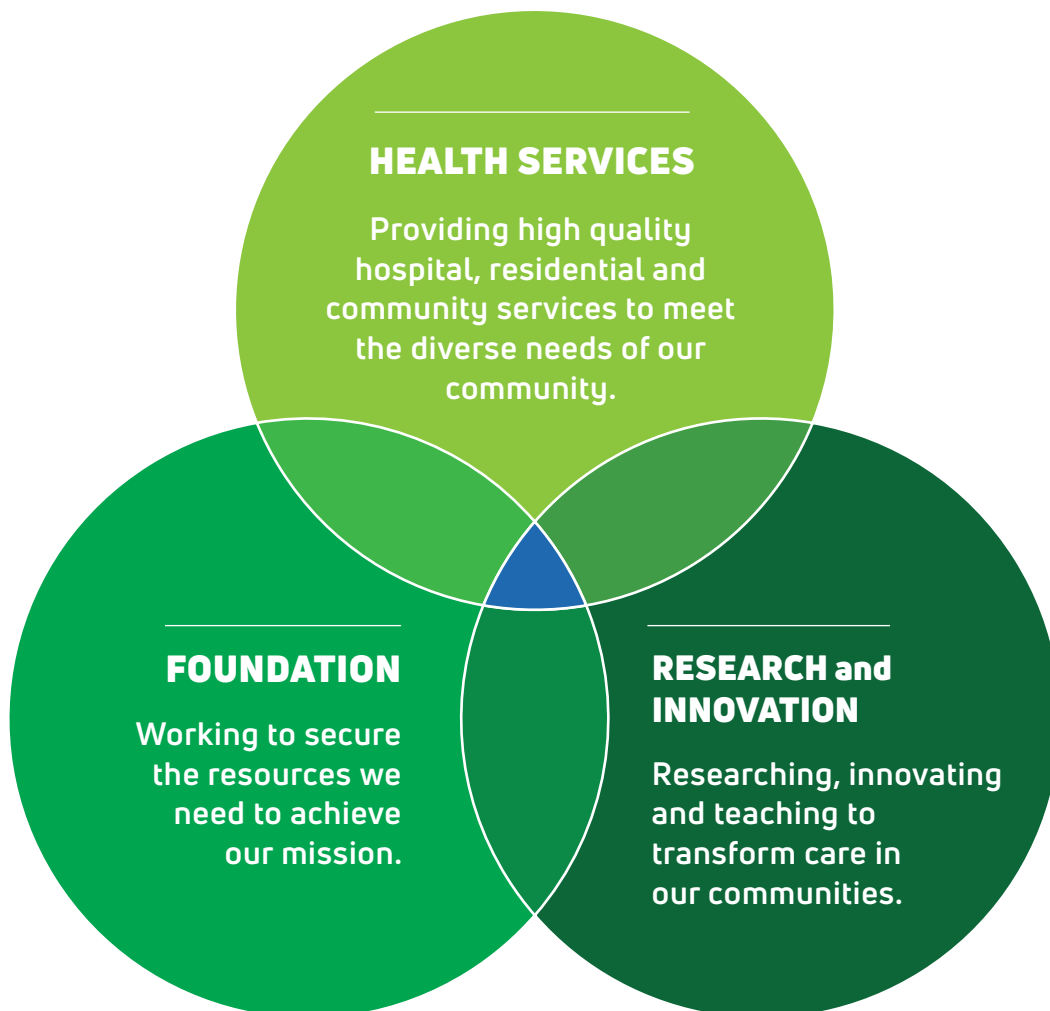 HEALTH SERVICES
Providing high quality
hospital, residential and
community services to meet
the diverse needs of our
community.
FOUNDATION
Working to secure
the resources we
need to achieve
our mission.
RESEARCH and
INNOVATION
Researching, innovating
and teaching to
transform care in
our communities.